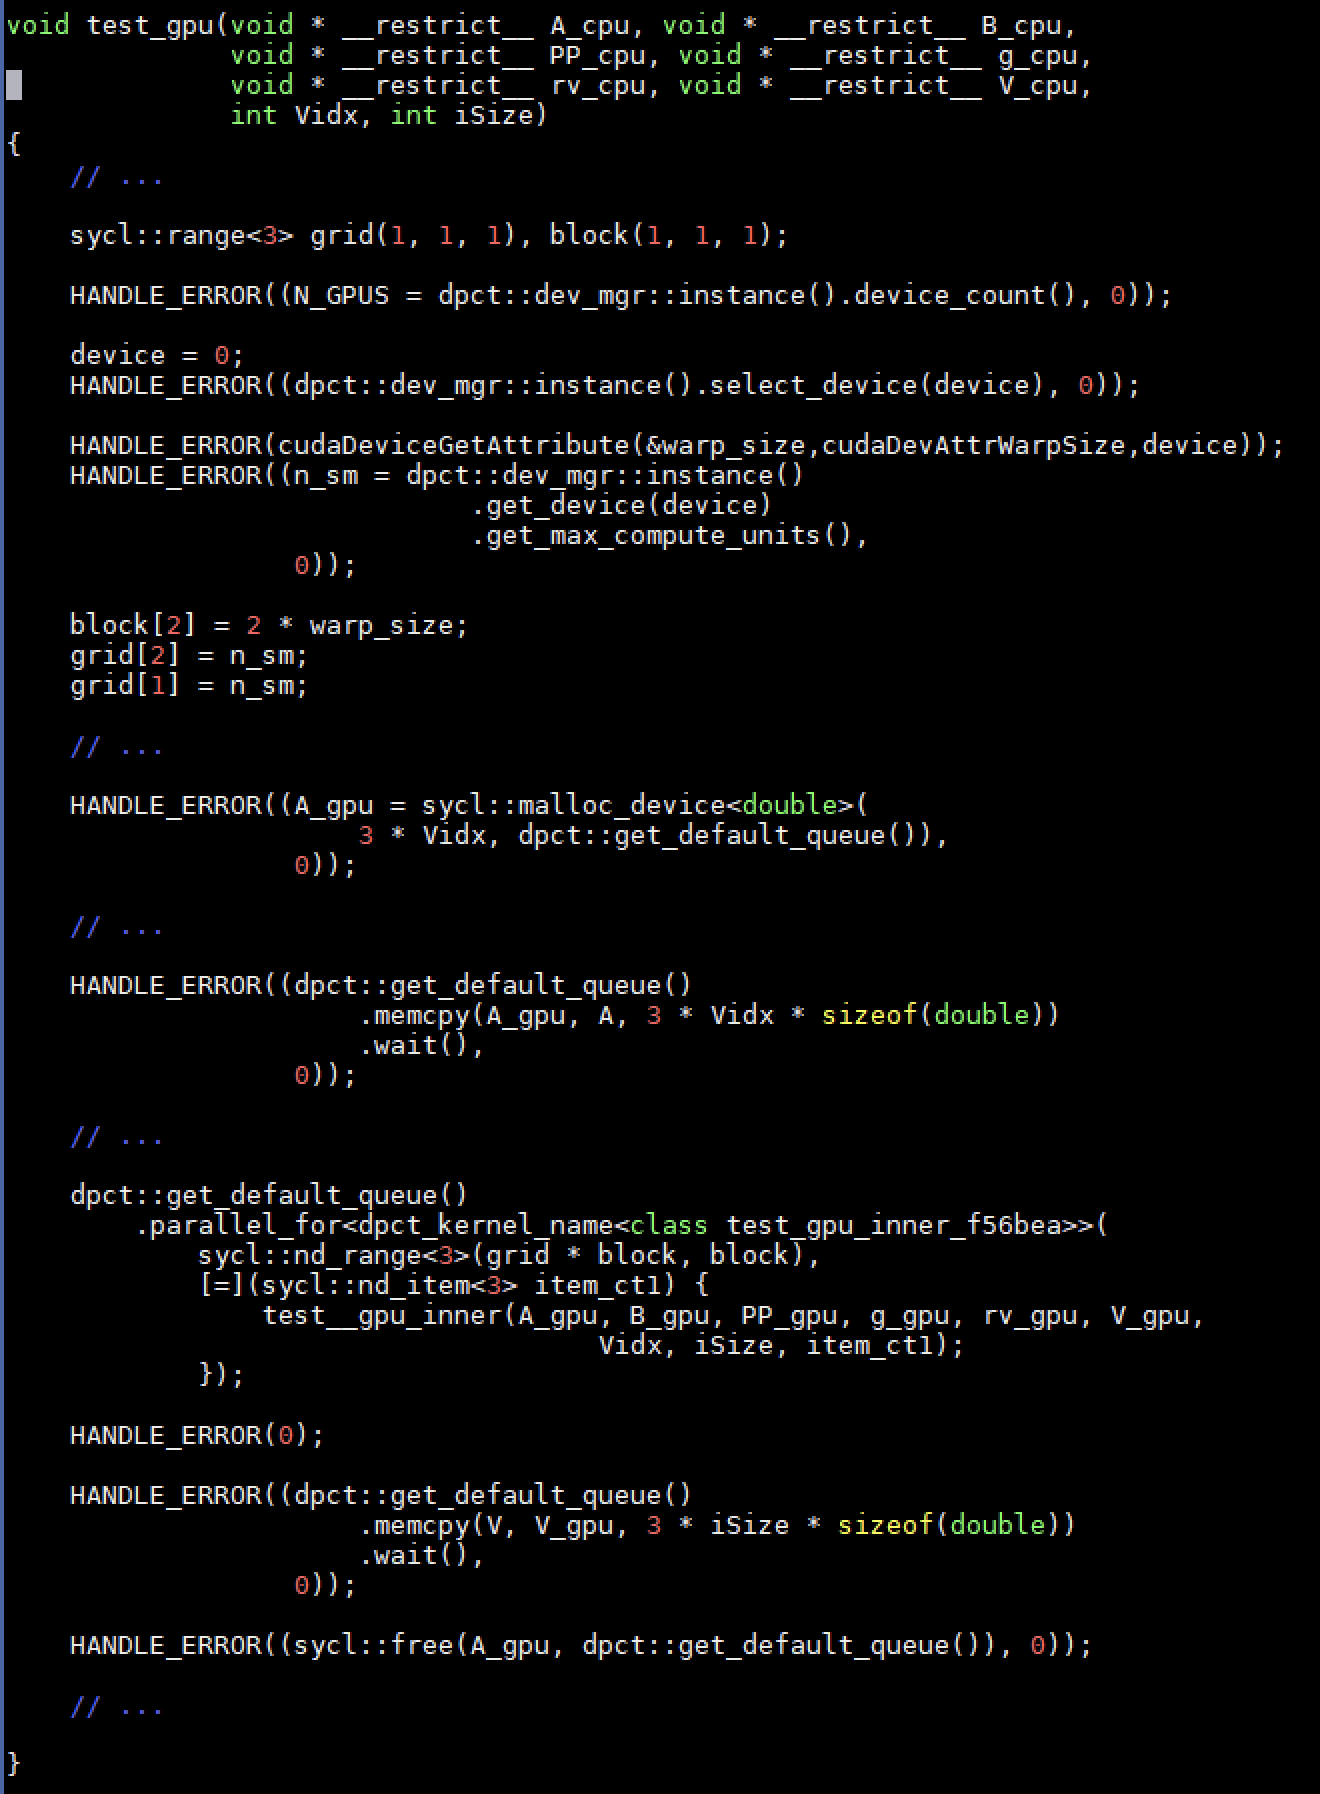 void test_gpu(void * __restrict__ A_cpu, void * __restrict__ B_cpu,
              void * __restrict__ PP_cpu, void * __restrict__ g_cpu,
              void * __restrict__ rv_cpu, void * __restrict__ V_cpu,
              int Vidx, int iSize)
{
    // ...

    sycl::range<3> grid(1, 1, 1), block(1, 1, 1);

    HANDLE_ERROR((N_GPUS = dpct::dev_mgr::instance().device_count(), 0));

    device = 0;
    HANDLE_ERROR((dpct::dev_mgr::instance().select_device(device), 0));

    HANDLE_ERROR(cudaDeviceGetAttribute(&warp_size,cudaDevAttrWarpSize,device));
    HANDLE_ERROR((n_sm = dpct::dev_mgr::instance()
                             .get_device(device)
                             .get_max_compute_units(),
                  0));

    block[2] = 2 * warp_size;
    grid[2] = n_sm;
    grid[1] = n_sm;

    // ...

    HANDLE_ERROR((A_gpu = sycl::malloc_device<double>(
                      3 * Vidx, dpct::get_default_queue()),
                  0));

    // ...

    HANDLE_ERROR((dpct::get_default_queue()
                      .memcpy(A_gpu, A, 3 * Vidx * sizeof(double))
                      .wait(),
                  0));

    // ...

    dpct::get_default_queue()
        .parallel_for<dpct_kernel_name<class test_gpu_inner_f56bea>>(
            sycl::nd_range<3>(grid * block, block),
            [=](sycl::nd_item<3> item_ct1) {
                test__gpu_inner(A_gpu, B_gpu, PP_gpu, g_gpu, rv_gpu, V_gpu,
                                     Vidx, iSize, item_ct1);
            });

    HANDLE_ERROR(0);

    HANDLE_ERROR((dpct::get_default_queue()
                      .memcpy(V, V_gpu, 3 * iSize * sizeof(double))
                      .wait(),
                  0));

    HANDLE_ERROR((sycl::free(A_gpu, dpct::get_default_queue()), 0));

    // ...

}